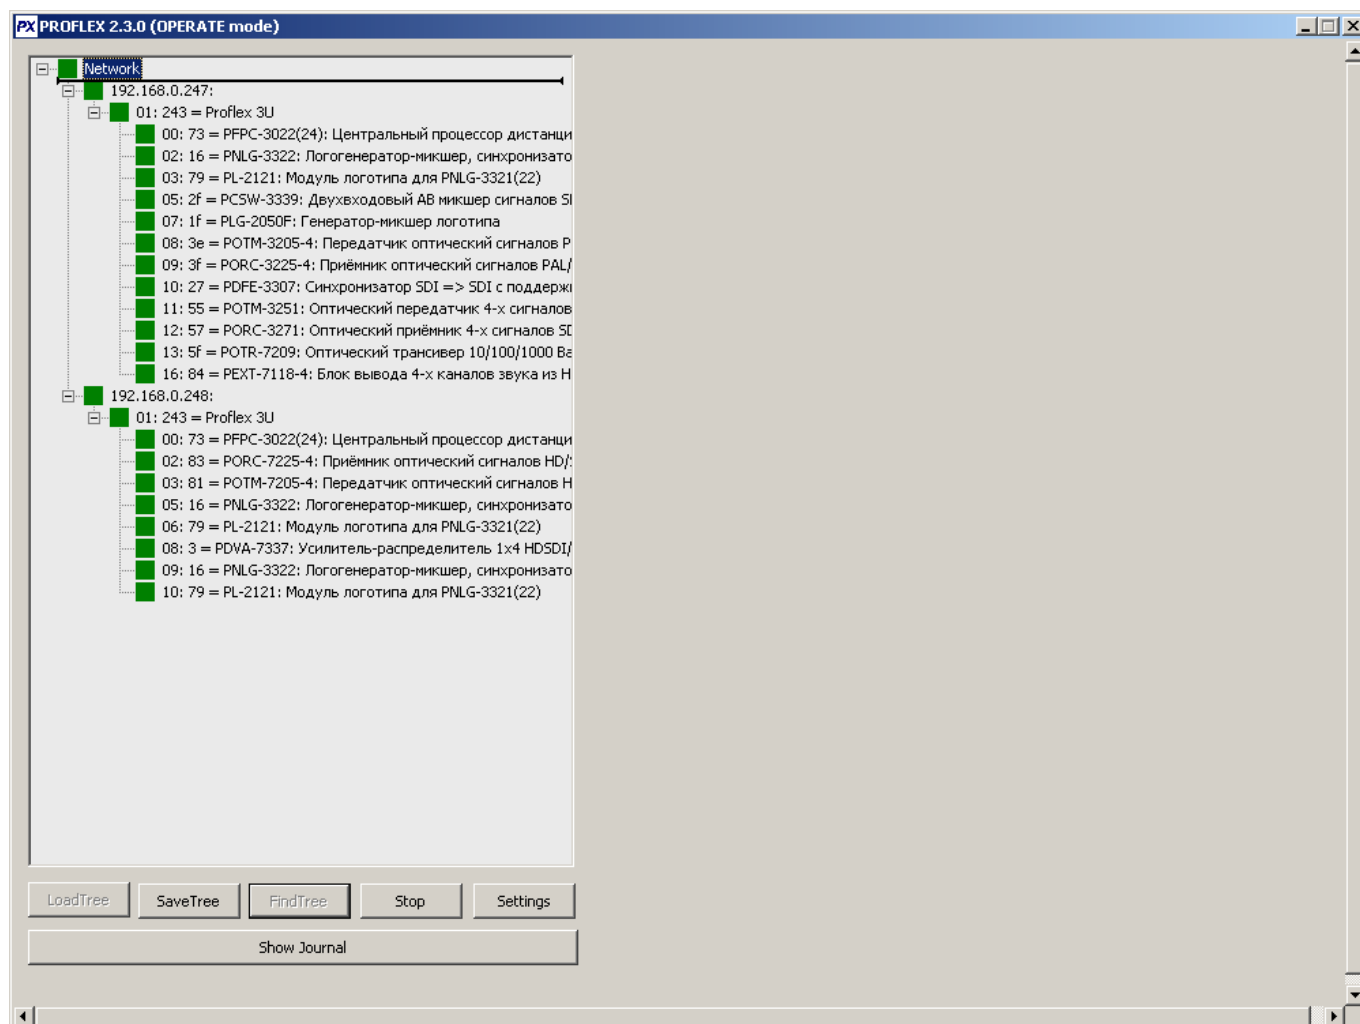 PX PROFLEX 2.3.0 (OPERATE mode)
Network
192.168.0.247:
01: 243 = Proflex 3U
00: 73 = PFPC-3022(24): Центральный процессор дистанци
02: 16 = PNLG-3322: Логогенератор-микшер, синхронизато
03: 79 = PL-2121: Модуль логотипа для PNLG-3321(22)
05: 2f = PCSW-3339: Двухвходовый АВ микшер сигналов SI
07: 1f = PLG-2050F: Генератор-микшер логотипа
08: 3e = POTM-3205-4: Передатчик оптический сигналов P
09: 3f = PORC-3225-4: Приёмник оптический сигналов PAL/
10: 27 = PDFE-3307: Синхронизатор SDI => SDI с поддержк
11: 55 = POTM-3251: Оптический передатчик 4-х сигналов
12: 57 = PORC-3271: Оптический приёмник 4-х сигналов SD
13: 5f = POTR-7209: Оптический трансивер 10/100/1000 Ba
16: 84 = PEXT-7118-4: Блок вывода 4-х каналов звука из H
192.168.0.248:
01: 243 = Proflex 3U
00: 73 = PFPC-3022(24): Центральный процессор дистанци
02: 83 = PORC-7225-4: Приёмник оптический сигналов HD/S
03: 81 = POTM-7205-4: Передатчик оптический сигналов H
05: 16 = PNLG-3322: Логогенератор-микшер, синхронизато
06: 79 = PL-2121: Модуль логотипа для PNLG-3321(22)
08: 3 = PDVA-7337: Усилитель-распределитель 1x4 HDSDI/
09: 16 = PNLG-3322: Логогенератор-микшер, синхронизато
10: 79 = PL-2121: Модуль логотипа для PNLG-3321(22)
LoadTree SaveTree FindTree Stop Settings
Show Journal